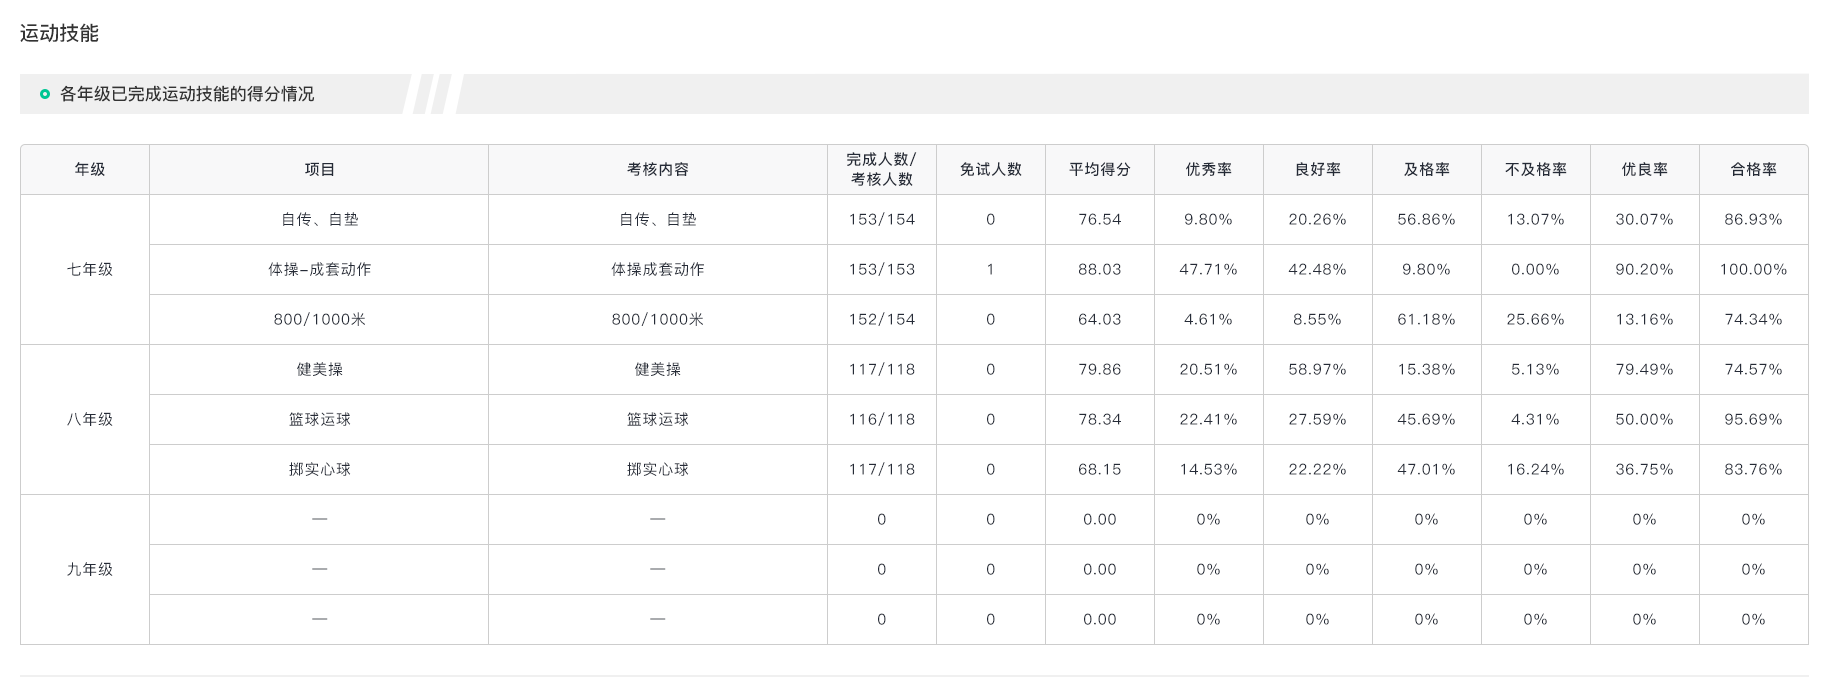 运动技能
各年级已完成运动技能的得分情况
年级 项目 考核内容 完成人数/考核人数 免试人数 平均得分 优秀率 良好率 及格率 不及格率 优良率 合格率
七年级
自传、自垫 自传、自垫 153/154 0 76.54 9.80% 20.26% 56.86% 13.07% 30.07% 86.93%
体操-成套动作 体操成套动作 153/153 1 88.03 47.71% 42.48% 9.80% 0.00% 90.20% 100.00%
800/1000米 800/1000米 152/154 0 64.03 4.61% 8.55% 61.18% 25.66% 13.16% 74.34%
八年级
健美操 健美操 117/118 0 79.86 20.51% 58.97% 15.38% 5.13% 79.49% 74.57%
篮球运球 篮球运球 116/118 0 78.34 22.41% 27.59% 45.69% 4.31% 50.00% 95.69%
掷实心球 掷实心球 117/118 0 68.15 14.53% 22.22% 47.01% 16.24% 36.75% 83.76%
九年级
— — 0 0 0.00 0% 0% 0% 0% 0% 0%
— — 0 0 0.00 0% 0% 0% 0% 0% 0%
— — 0 0 0.00 0% 0% 0% 0% 0% 0%